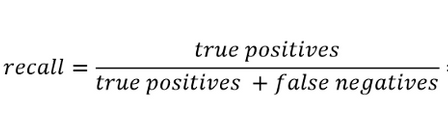 recall = true positives
true positives + false negatives =